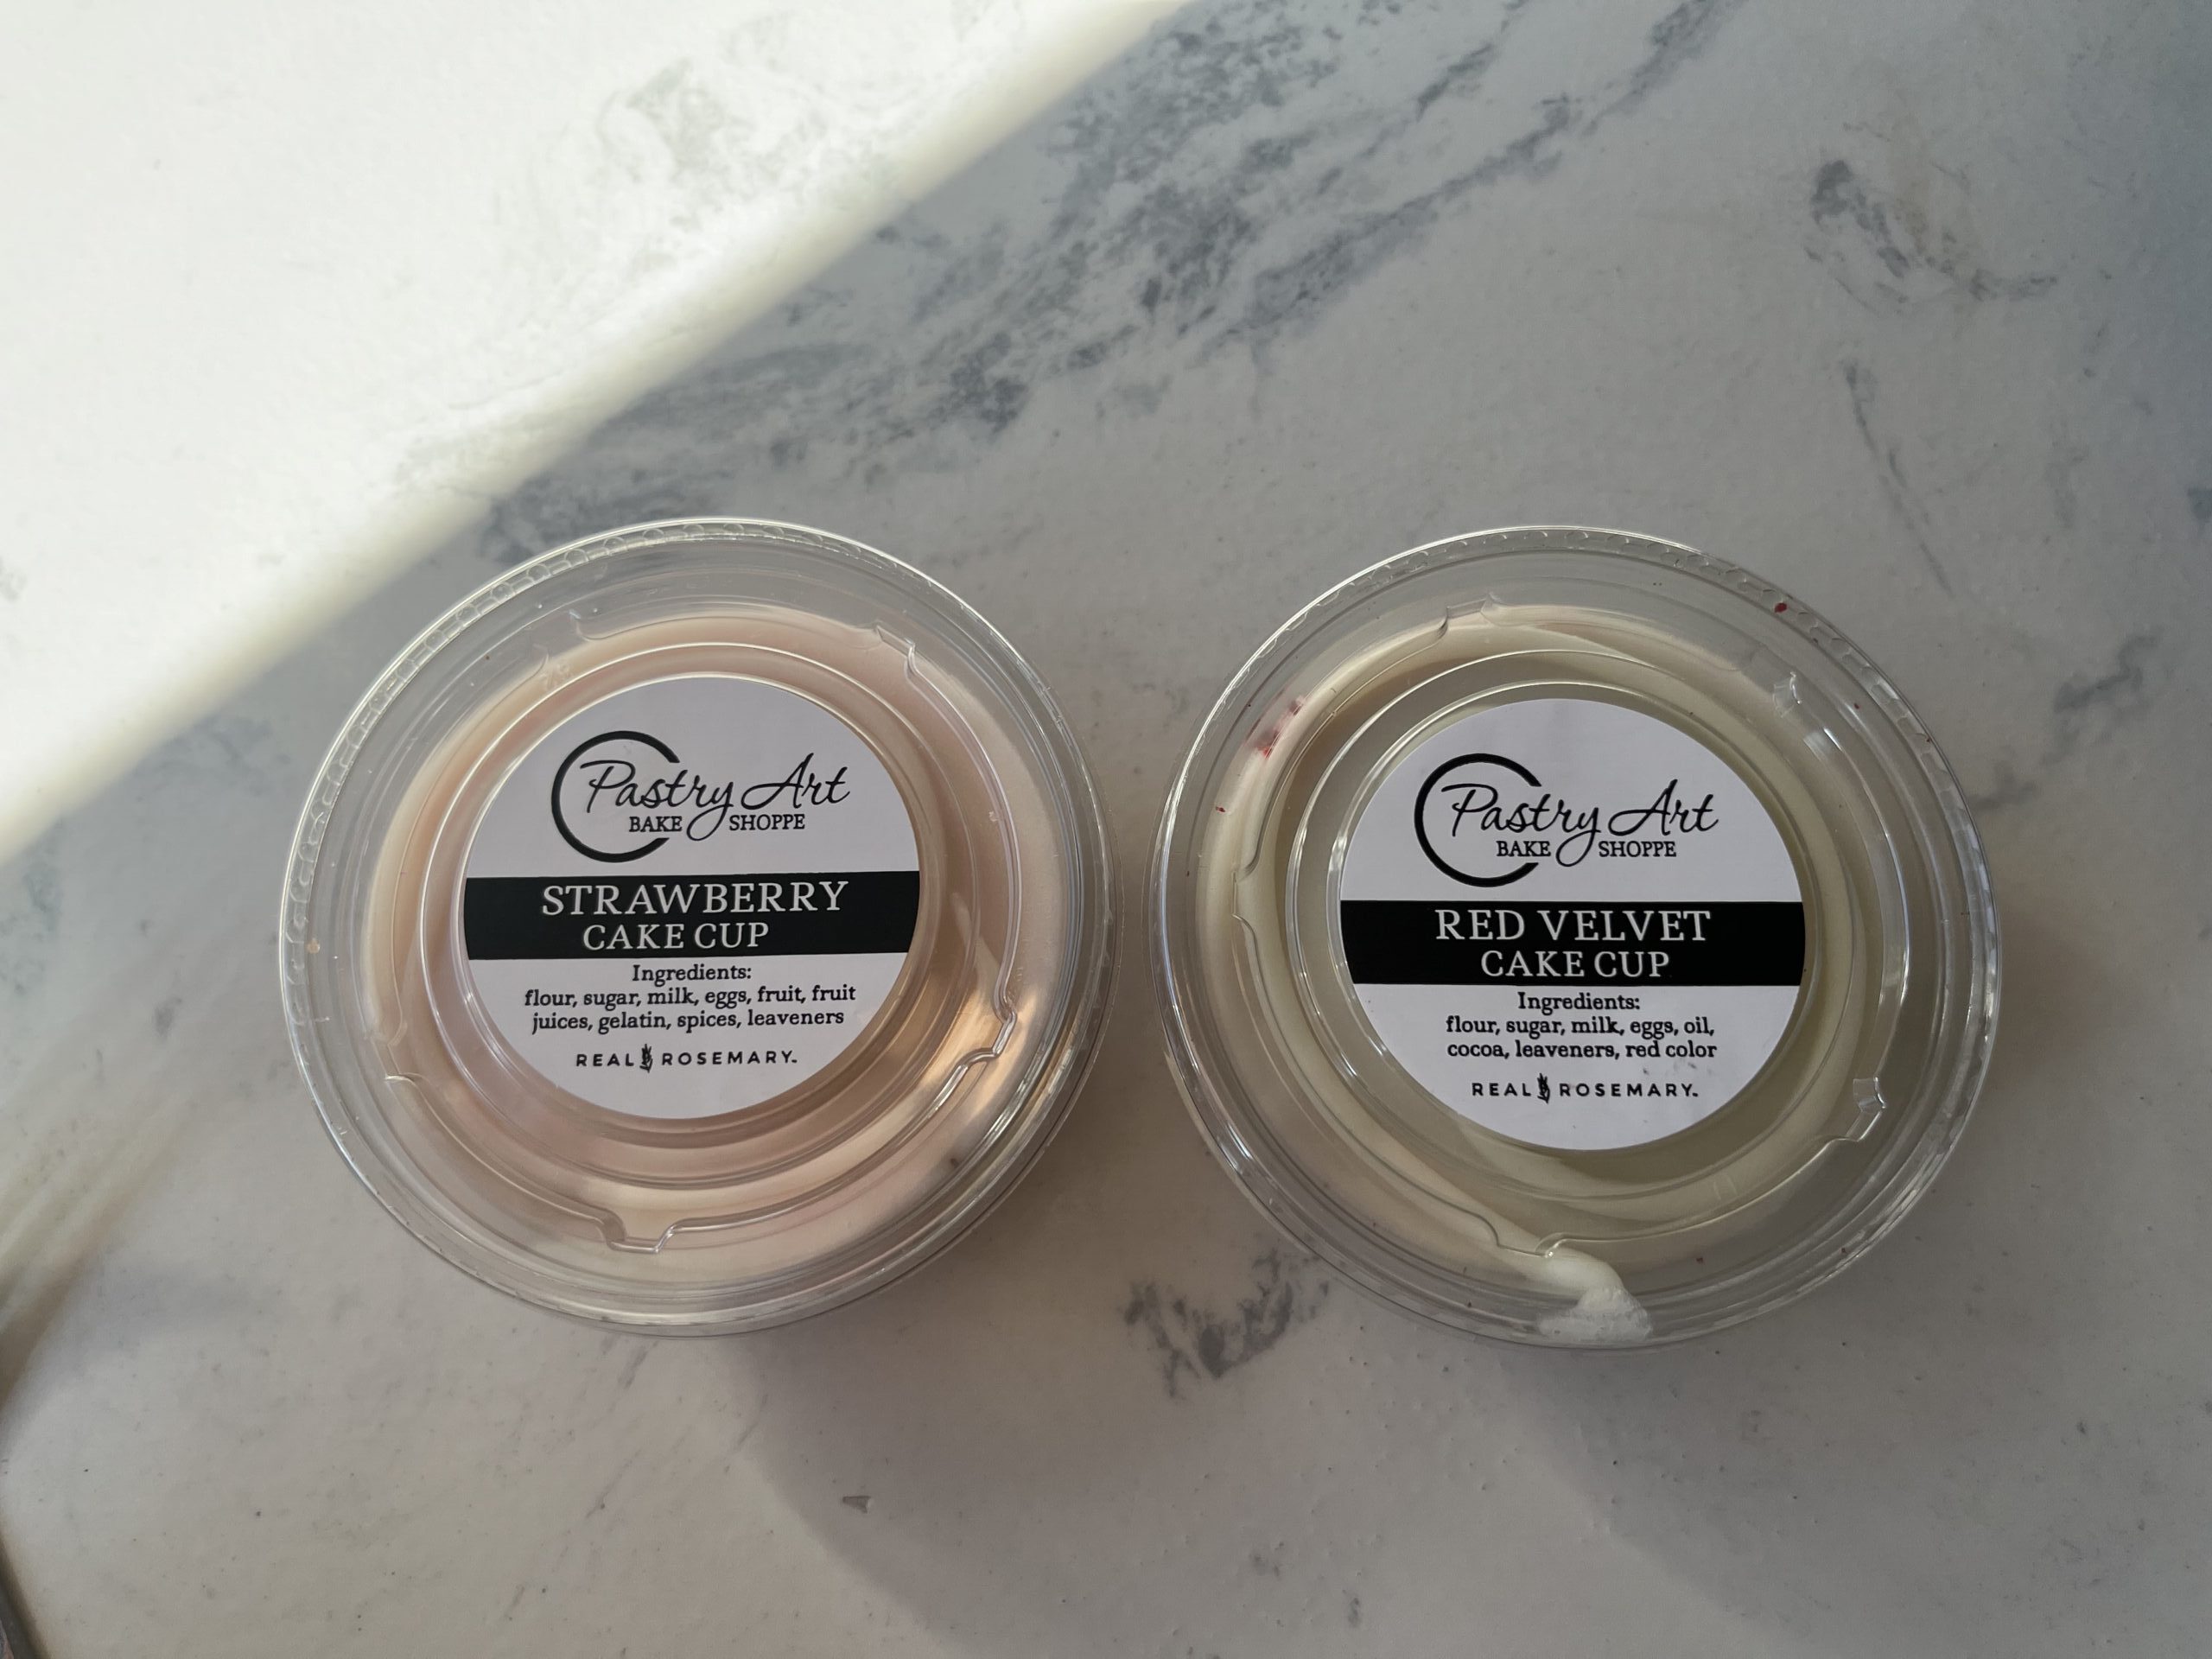 Pastry Art
BAKE SHOPPE
STRAWBERRY
CAKE CUP
Ingredients:
flour, sugar, milk, eggs, fruit, fruit
juices, gelatin, spices, leaveners
REAL ROSEMARY™
Pastry Art
BAKE SHOPPE
RED VELVET
CAKE CUP
Ingredients:
flour, sugar, milk, eggs, oil,
cocoa, leaveners, red color
REAL ROSEMARY™